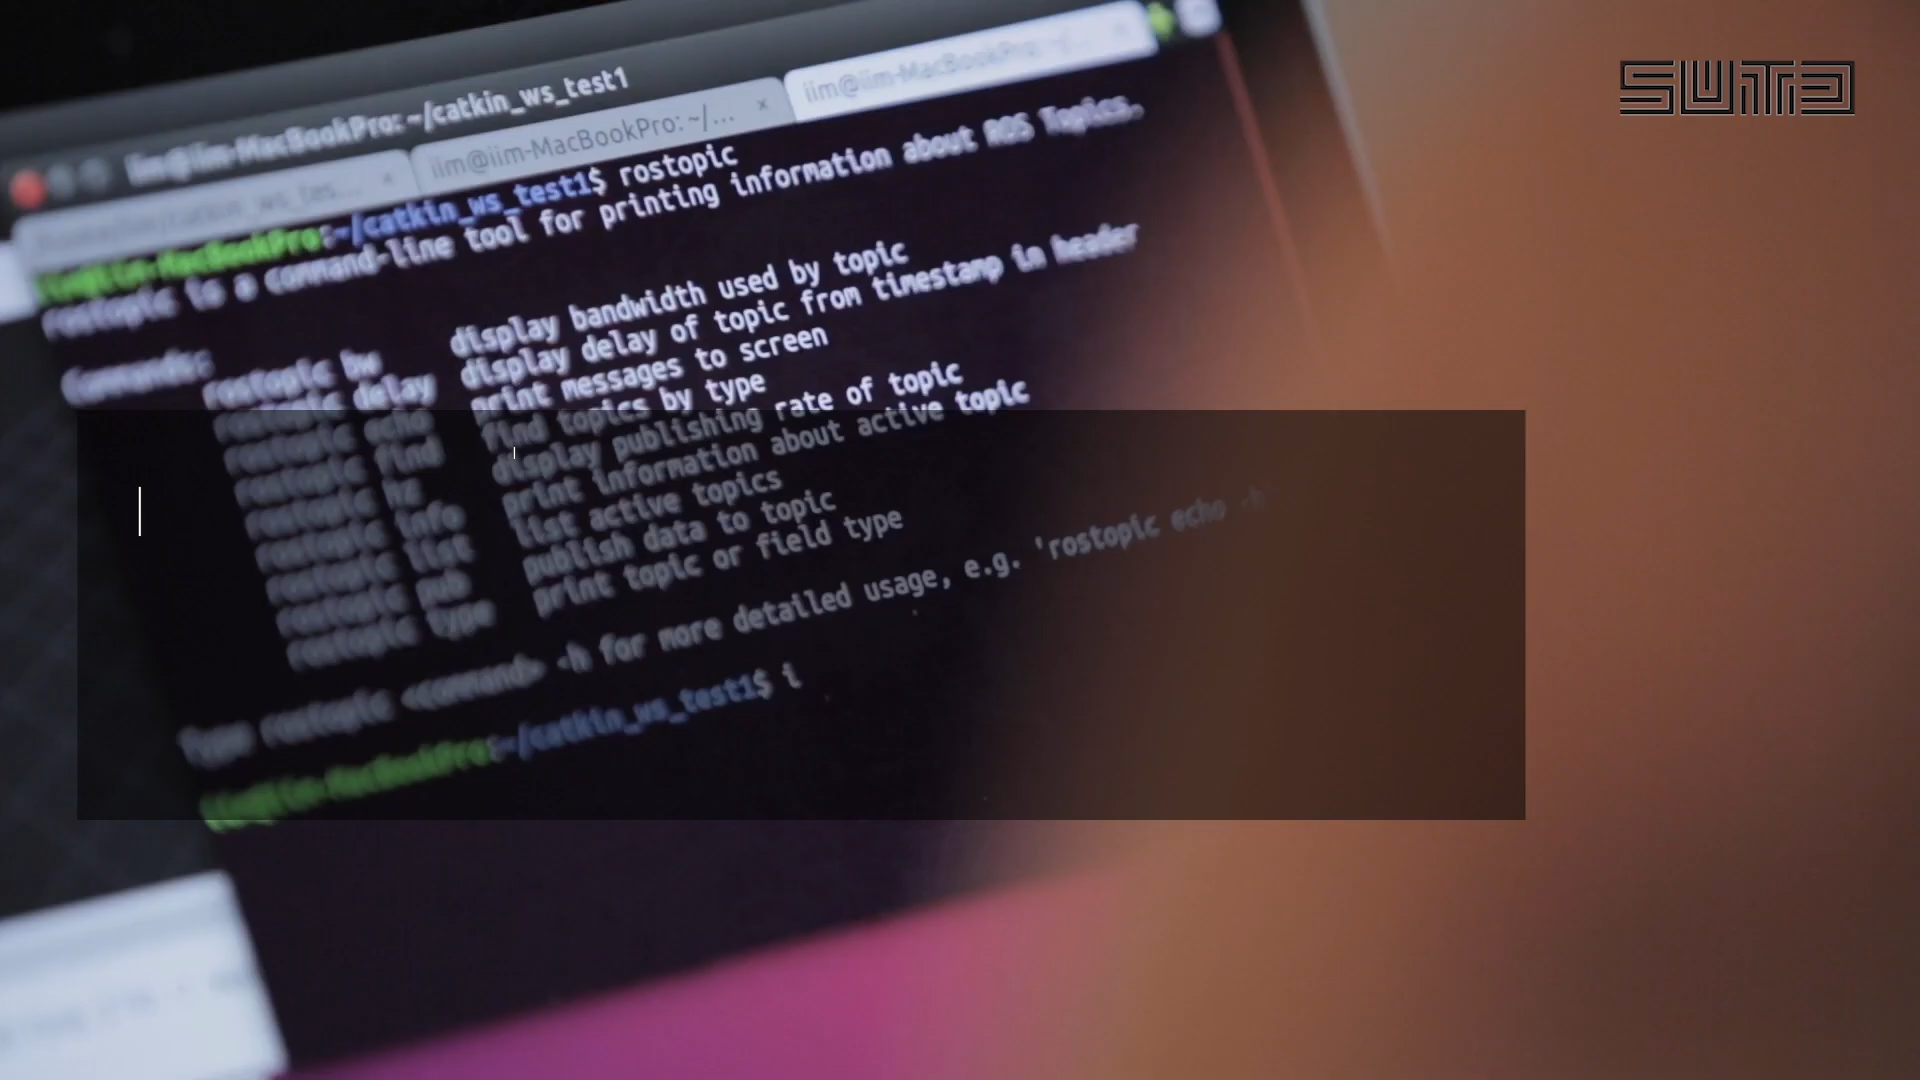 SUTD
iim@iim-MacBookPro: ~/catkin_ws_test1
iim@iim-MacBookPro: ~/...
iim@iim-MacBookPro: ~/...
iim@iim-MacBookPro:~/catkin_ws_test1$ rostopic
rostopic is a command-line tool for printing information about ROS Topics.
Commands:
rostopic bw display bandwidth used by topic
rostopic delay display delay of topic from timestamp in header
rostopic echo print messages to screen
rostopic find find topics by type
rostopic hz display publishing rate of topic
rostopic info print information about active topic
rostopic list list active topics
rostopic pub publish data to topic
rostopic type print topic or field type
Type rostopic <command> -h for more detailed usage, e.g. 'rostopic echo -h'
iim@iim-MacBookPro:~/catkin_ws_test1$ i